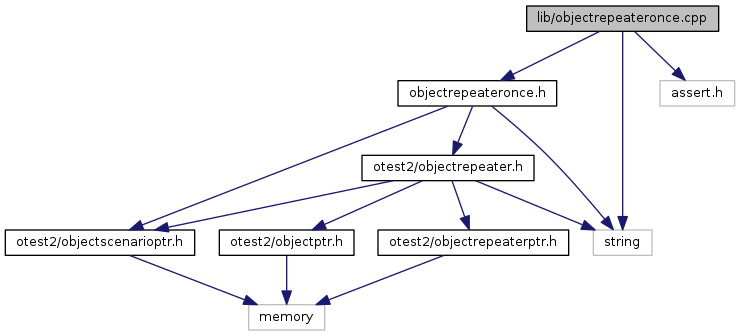 lib/objectrepeateronce.cpp
objectrepeateronce.h
assert.h
otest2/objectrepeater.h
otest2/objectscenarioptr.h
otest2/objectptr.h
otest2/objectrepeaterptr.h
string
memory